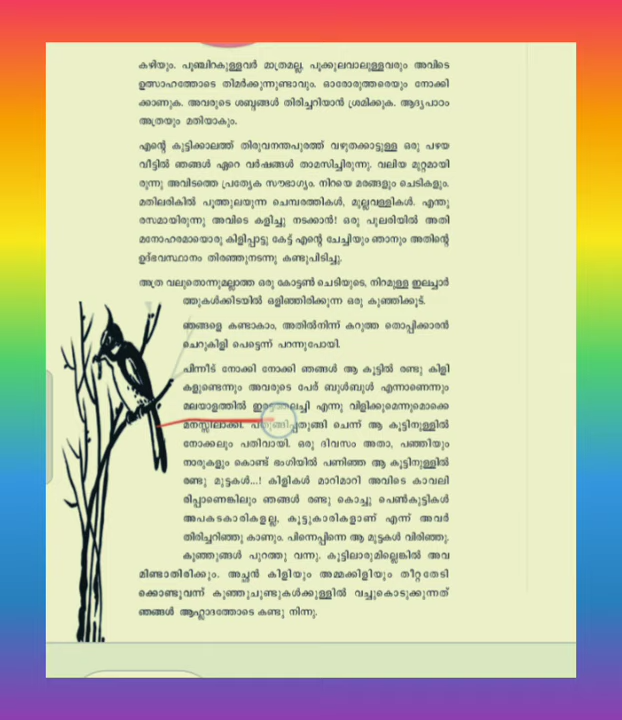 കഴിയും. പൂഞ്ചിറകുള്ളവർ മാത്രമല്ല, പൂക്കുലവാലുള്ളവരും അവിടെ
ഉത്സാഹത്തോടെ തിമർക്കുന്നുണ്ടാവും. ഓരോരുത്തരെയും നോക്കി
ക്കാണുക. അവരുടെ ശബ്ദങ്ങൾ തിരിച്ചറിയാൻ ശ്രമിക്കുക. ആദ്യപാഠം
അത്രയും മതിയാകും.
എന്റെ കുട്ടിക്കാലത്ത് തിരുവനന്തപുരത്ത് വഴുതക്കാട്ടുള്ള ഒരു പഴയ
വീട്ടിൽ ഞങ്ങൾ ഏറെ വർഷങ്ങൾ താമസിച്ചിരുന്നു. വലിയ മുറ്റമായി
രുന്നു അവിടത്തെ പ്രത്യേക സൗഭാഗ്യം. നിറയെ മരങ്ങളും ചെടികളും.
മതിലരികിൽ പൂത്തുലയുന്ന ചെമ്പരത്തികൾ, മുല്ലവള്ളികൾ. എന്തു
രസമായിരുന്നു അവിടെ കളിച്ചു നടക്കാൻ! ഒരു പുലരിയിൽ അതി
മനോഹരമായൊരു കിളിപ്പാട്ടു കേട്ട് എന്റെ ചേച്ചിയും ഞാനും അതിന്റെ
ഉദ്ഭവസ്ഥാനം തിരഞ്ഞുനടന്നു കണ്ടുപിടിച്ചു.
അത്ര വലുതൊന്നുമല്ലാത്ത ഒരു കോട്ടൺ ചെടിയുടെ, നിറമുള്ള ഇലച്ചാർ
ത്തുകൾക്കിടയിൽ ഒളിഞ്ഞിരിക്കുന്ന ഒരു കുഞ്ഞിക്കൂട്.
ഞങ്ങളെ കണ്ടാകാം, അതിൽനിന്ന് കറുത്ത തൊപ്പിക്കാരൻ
ചെറുകിളി പെട്ടെന്ന് പറന്നുപോയി.
പിന്നീട് നോക്കി നോക്കി ഞങ്ങൾ ആ കൂട്ടിൽ രണ്ടു കിളി
കളുണ്ടെന്നും അവരുടെ പേര് ബുൾബുൾ എന്നാണെന്നും
മലയാളത്തിൽ എന്നു വിളിക്കുമെന്നുമൊക്കെ
മനസ്സിലാക്കി. പതുങ്ങിപ്പതുങ്ങി ചെന്ന് ആ കൂട്ടിനുള്ളിൽ
നോക്കലും പതിവായി. ഒരു ദിവസം അതാ, പഞ്ഞിയും
നാരുകളും കൊണ്ട് ഭംഗിയിൽ പണിഞ്ഞ ആ കൂട്ടിനുള്ളിൽ
രണ്ടു മുട്ടകൾ...! കിളികൾ മാറിമാറി അവിടെ കാവലി
രിപ്പാണെങ്കിലും ഞങ്ങൾ രണ്ടു കൊച്ചു പെൺകുട്ടികൾ
അപകടകാരികളല്ല, കൂട്ടുകാരികളാണ് എന്ന് അവർ
തിരിച്ചറിഞ്ഞു കാണും. പിന്നെപ്പിന്നെ ആ മുട്ടകൾ വിരിഞ്ഞു.
കുഞ്ഞുങ്ങൾ പുറത്തു വന്നു. കൂട്ടിലാരുമില്ലെങ്കിൽ അവ
മിണ്ടാതിരിക്കും. അച്ഛൻ കിളിയും അമ്മക്കിളിയും തീറ്റതേടി
ക്കൊണ്ടുവന്ന് കുഞ്ഞുചുണ്ടുകൾക്കുള്ളിൽ വച്ചുകൊടുക്കുന്നത്
ഞങ്ങൾ ആഹ്ലാദത്തോടെ കണ്ടു നിന്നു.